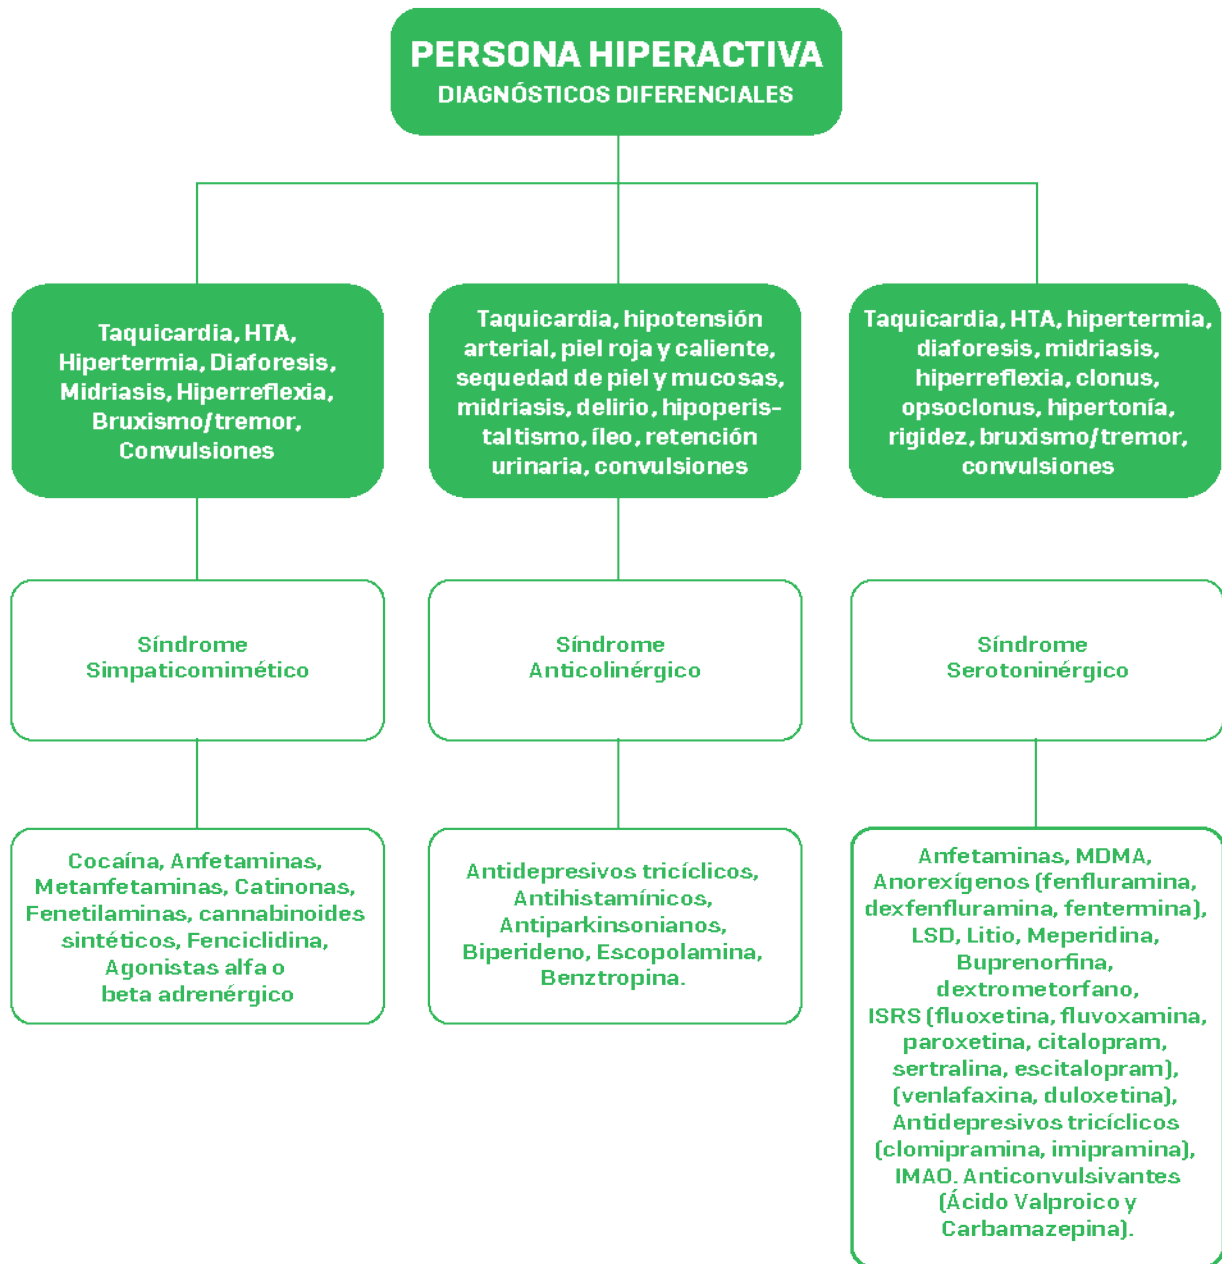 PERSONA HIPERACTIVA
DIAGNÓSTICOS DIFERENCIALES
Taquicardia, HTA,
Hipertermia, Diaforesis,
Midriasis, Hiperreflexia,
Bruxismo/tremor,
Convulsiones
Taquicardia, hipotensión
arterial, piel roja y caliente,
sequedad de piel y mucosas,
midriasis, delirio, hipoperis-
taltismo, íleo, retención
urinaria, convulsiones
Taquicardia, HTA, hipertermia,
diaforesis, midriasis,
hiperreflexia, clonus,
opsoclonus, hipertonía,
rigidez, bruxismo/tremor,
convulsiones
Síndrome
Simpaticomimético
Síndrome
Anticolinérgico
Síndrome
Serotoninérgico
Cocaína, Anfetaminas,
Metanfetaminas, Catinonas,
Fenetilaminas, cannabinoides
sintéticos, Fenciclidina,
Agonistas alfa o
beta adrenérgico
Antidepresivos tricíclicos,
Antihistamínicos,
Antiparkinsonianos,
Biperideno, Escopolamina,
Benztropina.
Anfetaminas, MDMA,
Anorexígenos (fenfluramina,
dexfenfluramina, fentermina),
LSD, Litio, Meperidina,
Buprenorfina,
dextrometorfano,
ISRS (fluoxetina, fluvoxamina,
paroxetina, citalopram,
sertralina, escitalopram),
(venlafaxina, duloxetina),
Antidepresivos tricíclicos
(clomipramina, imipramina),
IMAO. Anticonvulsivantes
(Ácido Valproico y
Carbamazepina).